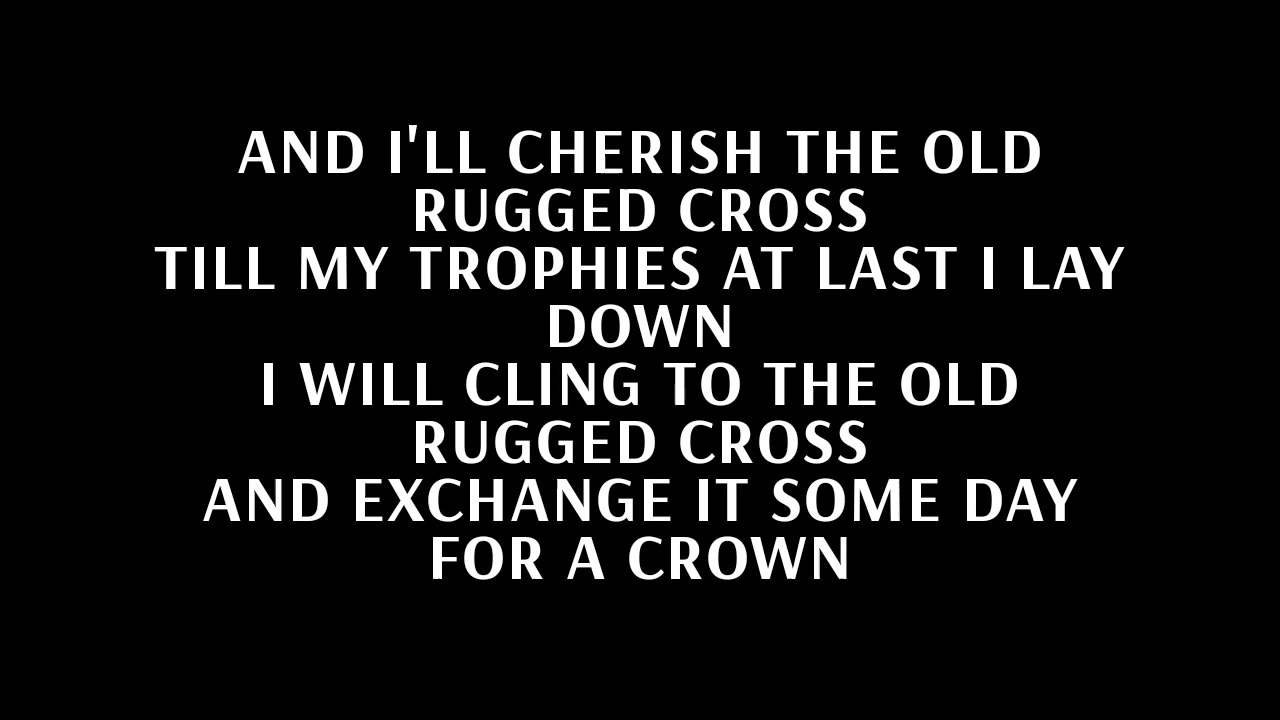 AND I'LL CHERISH THE OLD
RUGGED CROSS
TILL MY TROPHIES AT LAST I LAY
DOWN
I WILL CLING TO THE OLD
RUGGED CROSS
AND EXCHANGE IT SOME DAY
FOR A CROWN